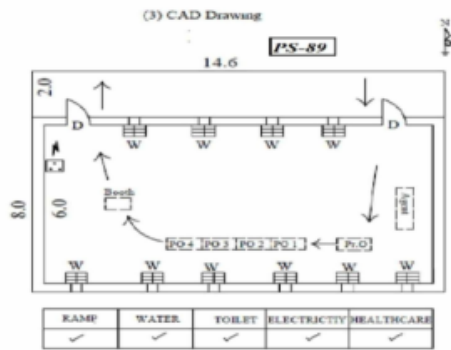 (3) CAD Drawing
PS-89
14.6
2.0
D
D
W W W W
8.0
6.0
Booth
PO 4 PO 3 PO 2 PO 1 Pr.O
W W W W W W
RAMP WATER TOILET ELECTRICTIY HEALTHCARE
✓ ✓ ✓ ✓ ✓